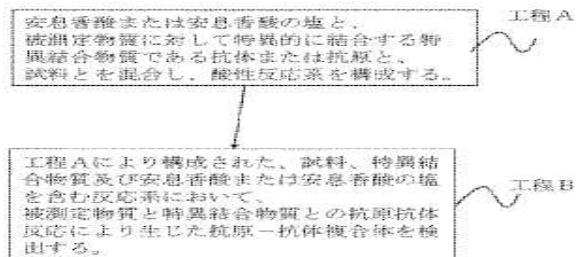 安息香酸または安息香酸の塩と、
被測定物質に対して特異的に結合する特
異結合物質である抗体または抗原と、
試料とを混合し、酸性反応系を構成する。
工程A
工程Aにより構成された、試料、特異結
合物質及び安息香酸または安息香酸の塩
を含む反応系において、
被測定物質と特異結合物質との抗原抗体
反応により生じた抗原－抗体複合体を検
出する。
工程B